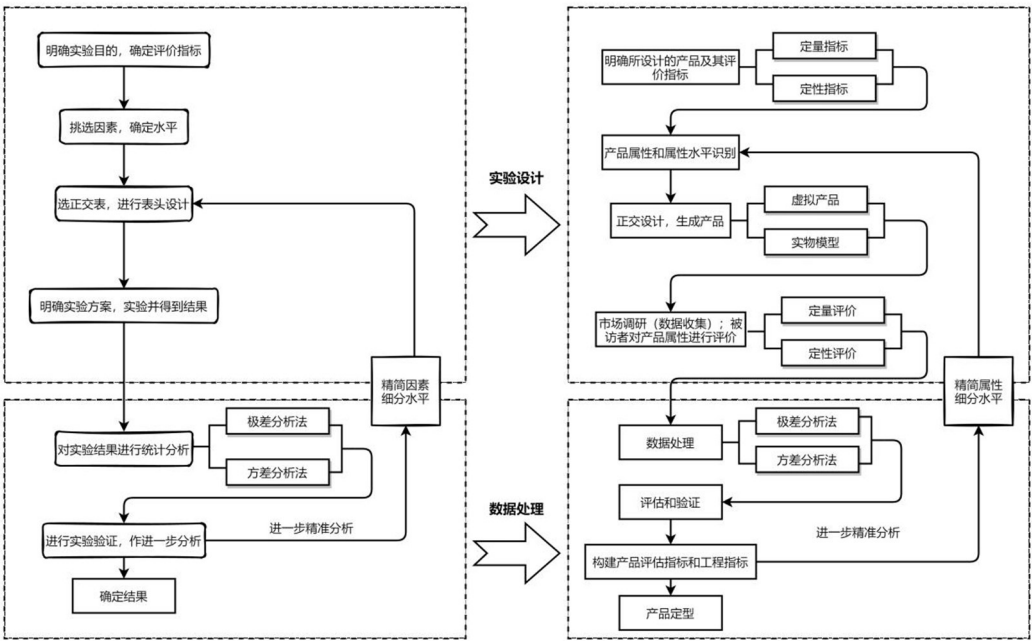 明确实验目的，确定评价指标
挑选因素，确定水平
选正交表，进行表头设计
明确实验方案，实验并得到结果
精简因素
细分水平
对实验结果进行统计分析
极差分析法
方差分析法
进行实验验证，作进一步分析
进一步精准分析
确定结果
实验设计
数据处理
明确所设计的产品及其评
价指标
定量指标
定性指标
产品属性和属性水平识别
正交设计，生成产品
虚拟产品
实物模型
市场调研（数据收集）；被
访者对产品属性进行评价
定量评价
定性评价
精简属性
细分水平
数据处理
极差分析法
方差分析法
评估和验证
进一步精准分析
构建产品评估指标和工程指标
产品定型